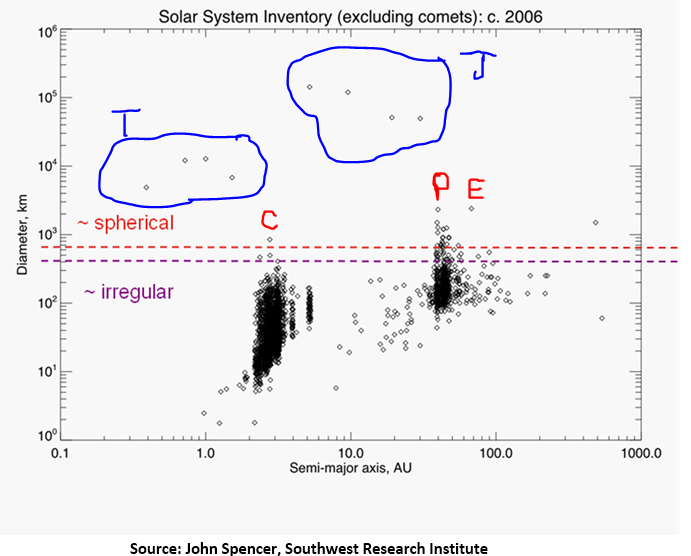 Solar System Inventory (excluding comets): c. 2006
10^6
J
10^5
T
10^4
P E
C
~ spherical
10^3
~ irregular
10^2
10^1
10^0
Diameter, km
0.1 1.0 10.0 100.0 1000.0
Semi-major axis, AU
Source: John Spencer, Southwest Research Institute